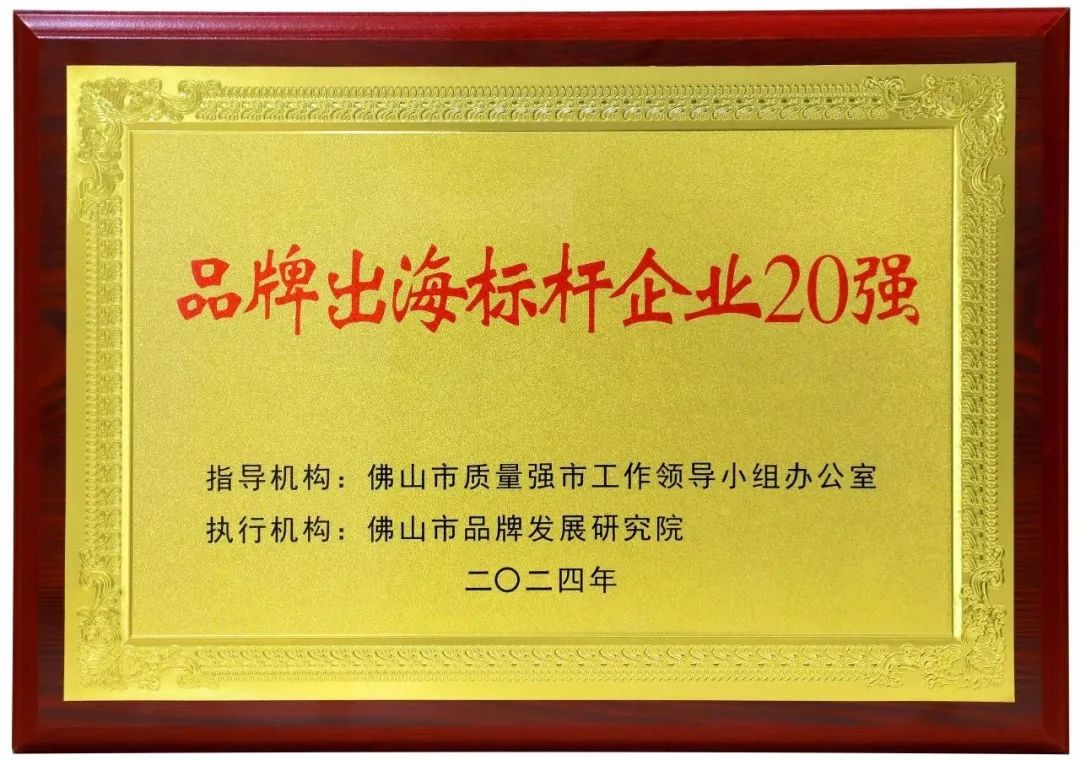 品牌出海标杆企业20强
指导机构：佛山市质量强市工作领导小组办公室
执行机构：佛山市品牌发展研究院
二〇二四年